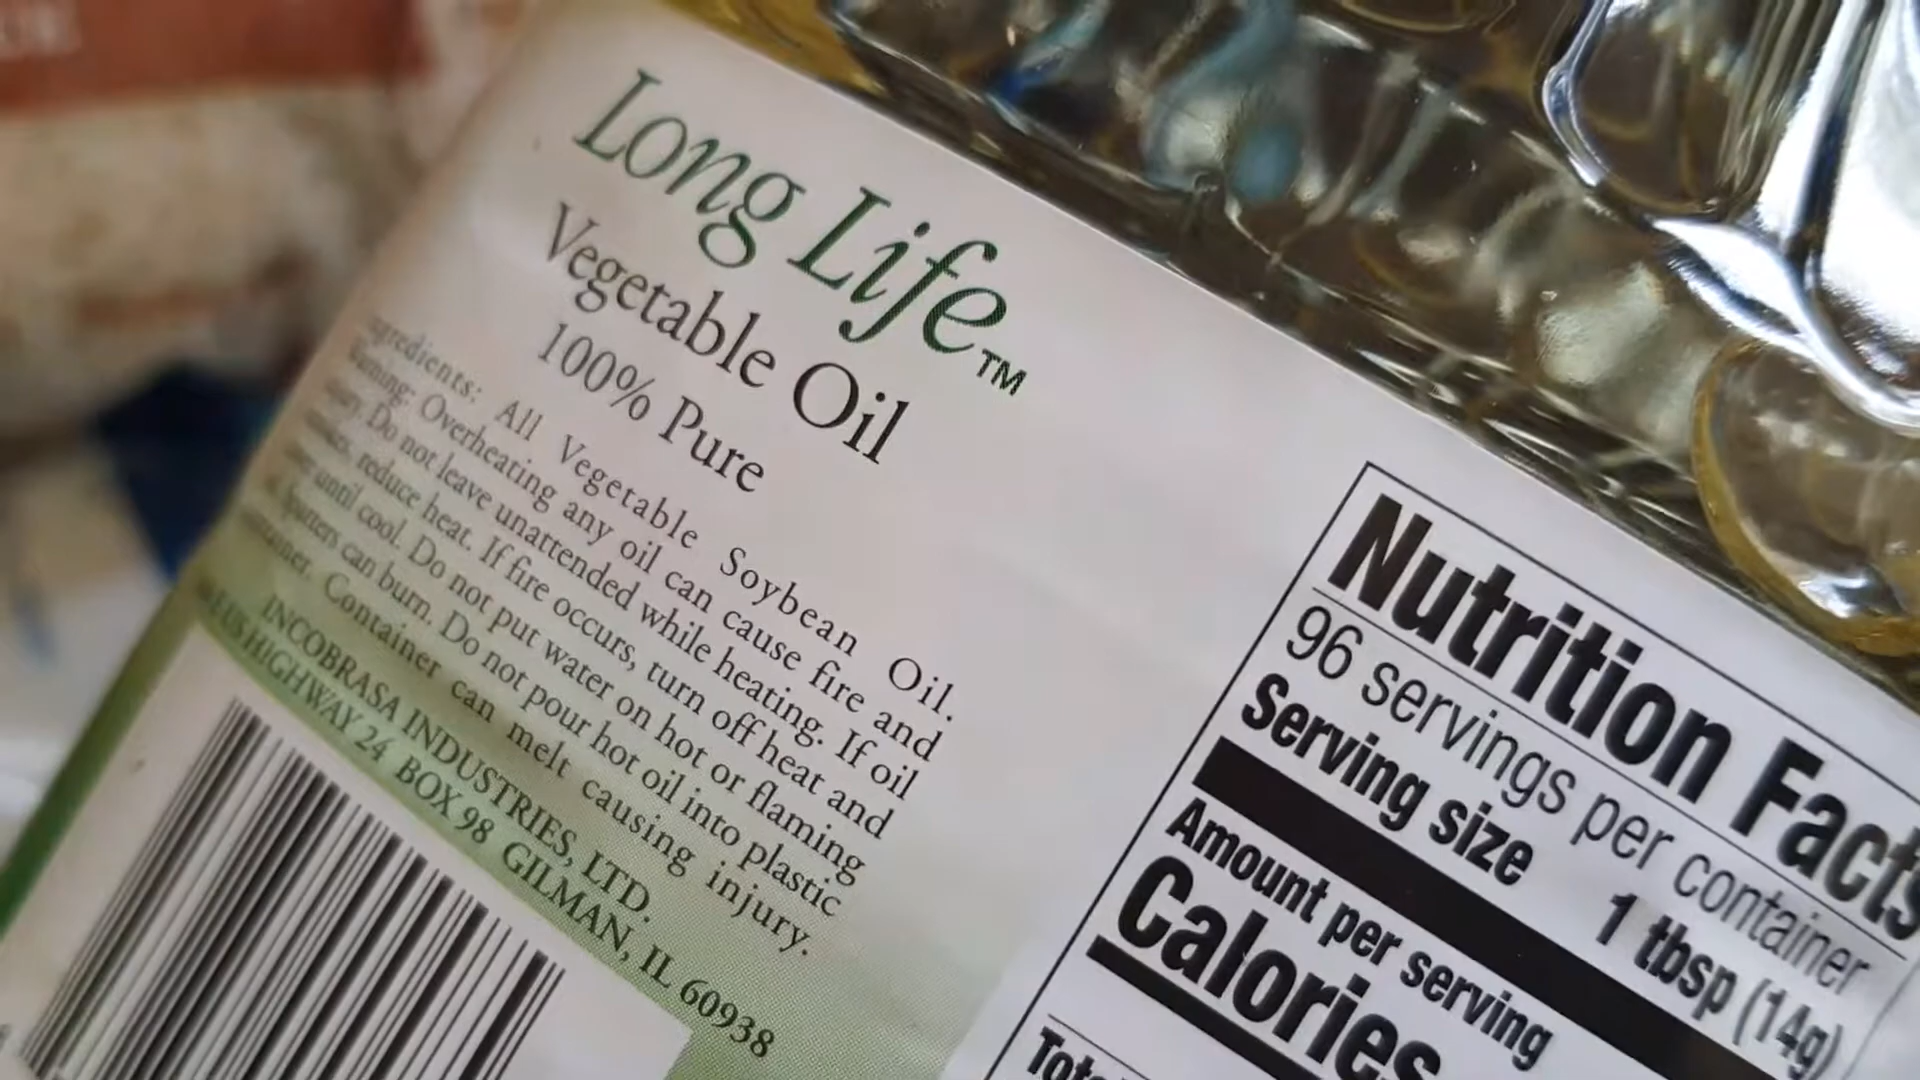 Long Life™
Vegetable Oil
100% Pure
Ingredients: All Vegetable Soybean Oil.
Warning: Overheating any oil can cause fire and
injury. Do not leave unattended while heating. If oil
smokes, reduce heat. If fire occurs, turn off heat and
cover until cool. Do not put water on hot or flaming
oil. Spatters can burn. Do not pour hot oil into plastic
container. Container can melt causing injury.
INCOBRASA INDUSTRIES, LTD.
US HIGHWAY 24 BOX 98 GILMAN, IL 60938
Nutrition Facts
96 servings per container
Serving size 1 tbsp (14g)
Amount per serving
Calories